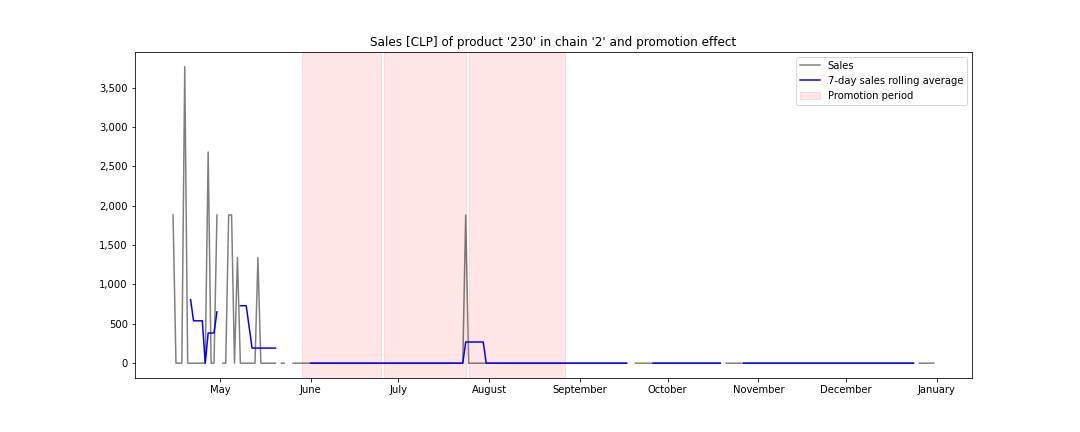 Sales [CLP] of product '230' in chain '2' and promotion effect
Sales
7-day sales rolling average
Promotion period
3,500
3,000
2,500
2,000
1,500
1,000
500
0
May June July August September October November December January